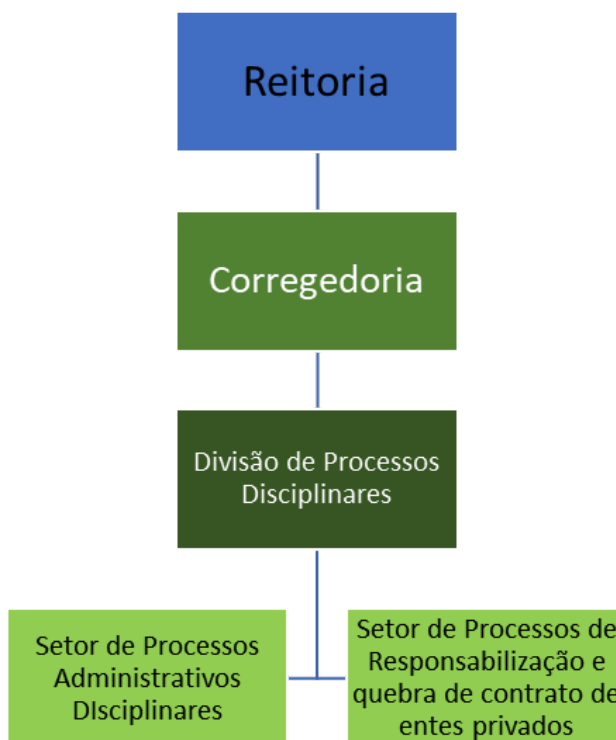 Reitoria
Corregedoria
Divisão de Processos
Disciplinares
Setor de Processos
Administrativos
DIsciplinares
Setor de Processos de
Responsabilização e
quebra de contrato de
entes privados